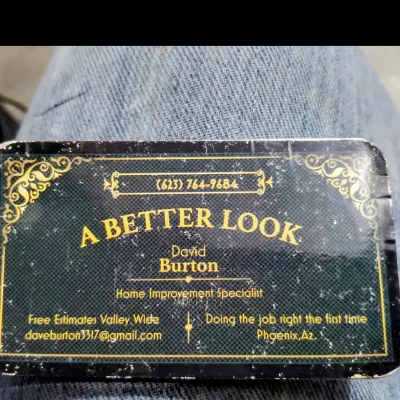 (623) 764-9684
A BETTER LOOK
David
Burton
Home Improvement Specialist
Free Estimates Valley Wide
daveburton3317@gmail.com
Doing the job right the first time
Phoenix,Az.